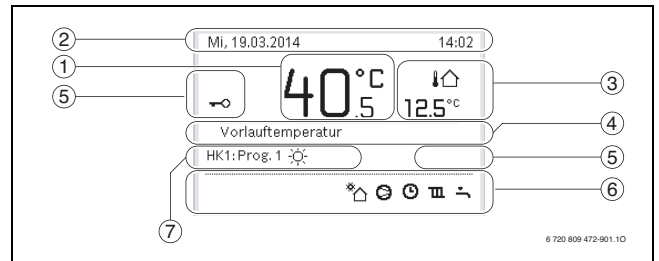 Mi, 19.03.2014 14:02
40.5 °C
12.5°C
Vorlauftemperatur
HK1: Prog. 1
2
1
5
3
4
5
6
7
6 720 809 472-901.1O